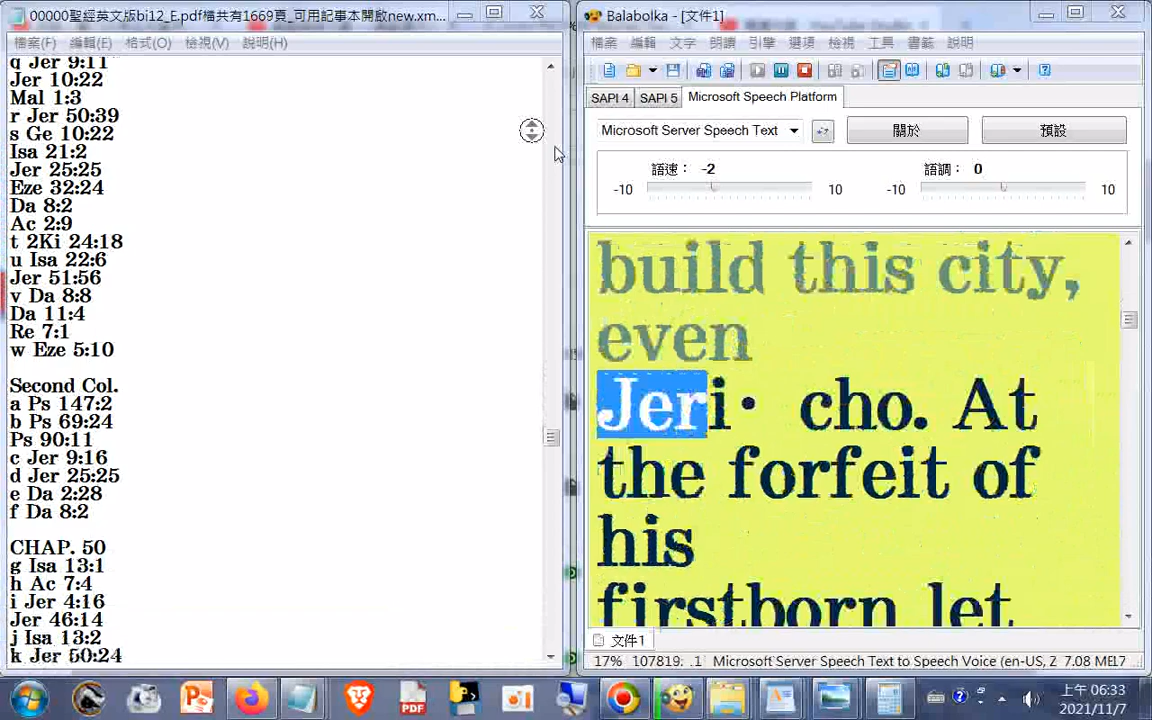 00000聖經英文版bi12_E.pdf檔共有1669頁_可用記事本開啟new.xm...
檔案(F) 編輯(E) 格式(O) 檢視(V) 說明(H)
q Jer 9:11
Jer 10:22
Mal 1:3
r Jer 50:39
s Ge 10:22
Isa 21:2
Jer 25:25
Eze 32:24
Da 8:2
Ac 2:9
t 2Ki 24:18
u Isa 22:6
Jer 51:56
v Da 8:8
Da 11:4
Re 7:1
w Eze 5:10
Second Col.
a Ps 147:2
b Ps 69:24
Ps 90:11
c Jer 9:16
d Jer 25:25
e Da 2:28
f Da 8:2
CHAP. 50
g Isa 13:1
h Ac 7:4
i Jer 4:16
Jer 46:14
j Isa 13:2
k Jer 50:24
Balabolka - [文件1]
檔案 編輯 文字 朗讀 引擎 選項 檢視 工具 書籤 說明
SAPI 4 SAPI 5 Microsoft Speech Platform
Microsoft Server Speech Text 關於 預設
語速： -2 語調： 0
-10 10 -10 10
build this city,
even
Jeri· cho. At
the forfeit of
his
firstborn let
文件1
17% 107819: .1 Microsoft Server Speech Text to Speech Voice (en-US, 2 7.08 ME17
PDF
上午 06:33
2021/11/7